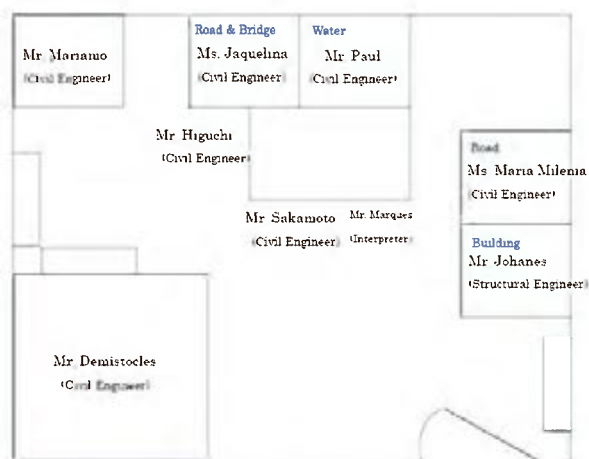 Mr Mariano
(Civil Engineer)
Road & Bridge
Ms. Jaquelina
(Civil Engineer)
Water
Mr Paul
(Civil Engineer)
Mr Higuchi
(Civil Engineer)
Mr Sakamoto
(Civil Engineer)
Mr. Marques
(Interpreter)
Road
Ms Maria Milenia
(Civil Engineer)
Building
Mr Johanes
(Structural Engineer)
Mr Demistocles
(Civil Engineer)